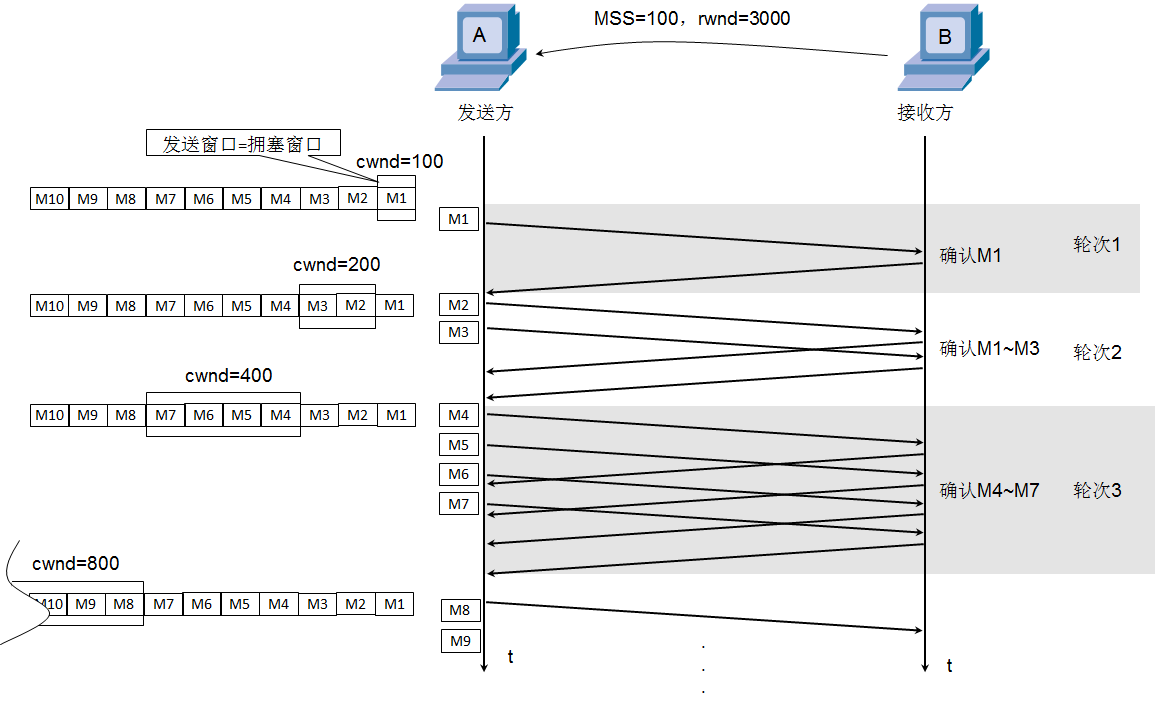 MSS=100，rwnd=3000
A
B
发送方
接收方
发送窗口=拥塞窗口
cwnd=100
M10 M9 M8 M7 M6 M5 M4 M3 M2 M1
M1
确认M1
轮次1
cwnd=200
M10 M9 M8 M7 M6 M5 M4 M3 M2 M1
M2
M3
确认M1~M3
轮次2
cwnd=400
M10 M9 M8 M7 M6 M5 M4 M3 M2 M1
M4
M5
M6
M7
确认M4~M7
轮次3
cwnd=800
M10 M9 M8 M7 M6 M5 M4 M3 M2 M1
M8
M9
t
t